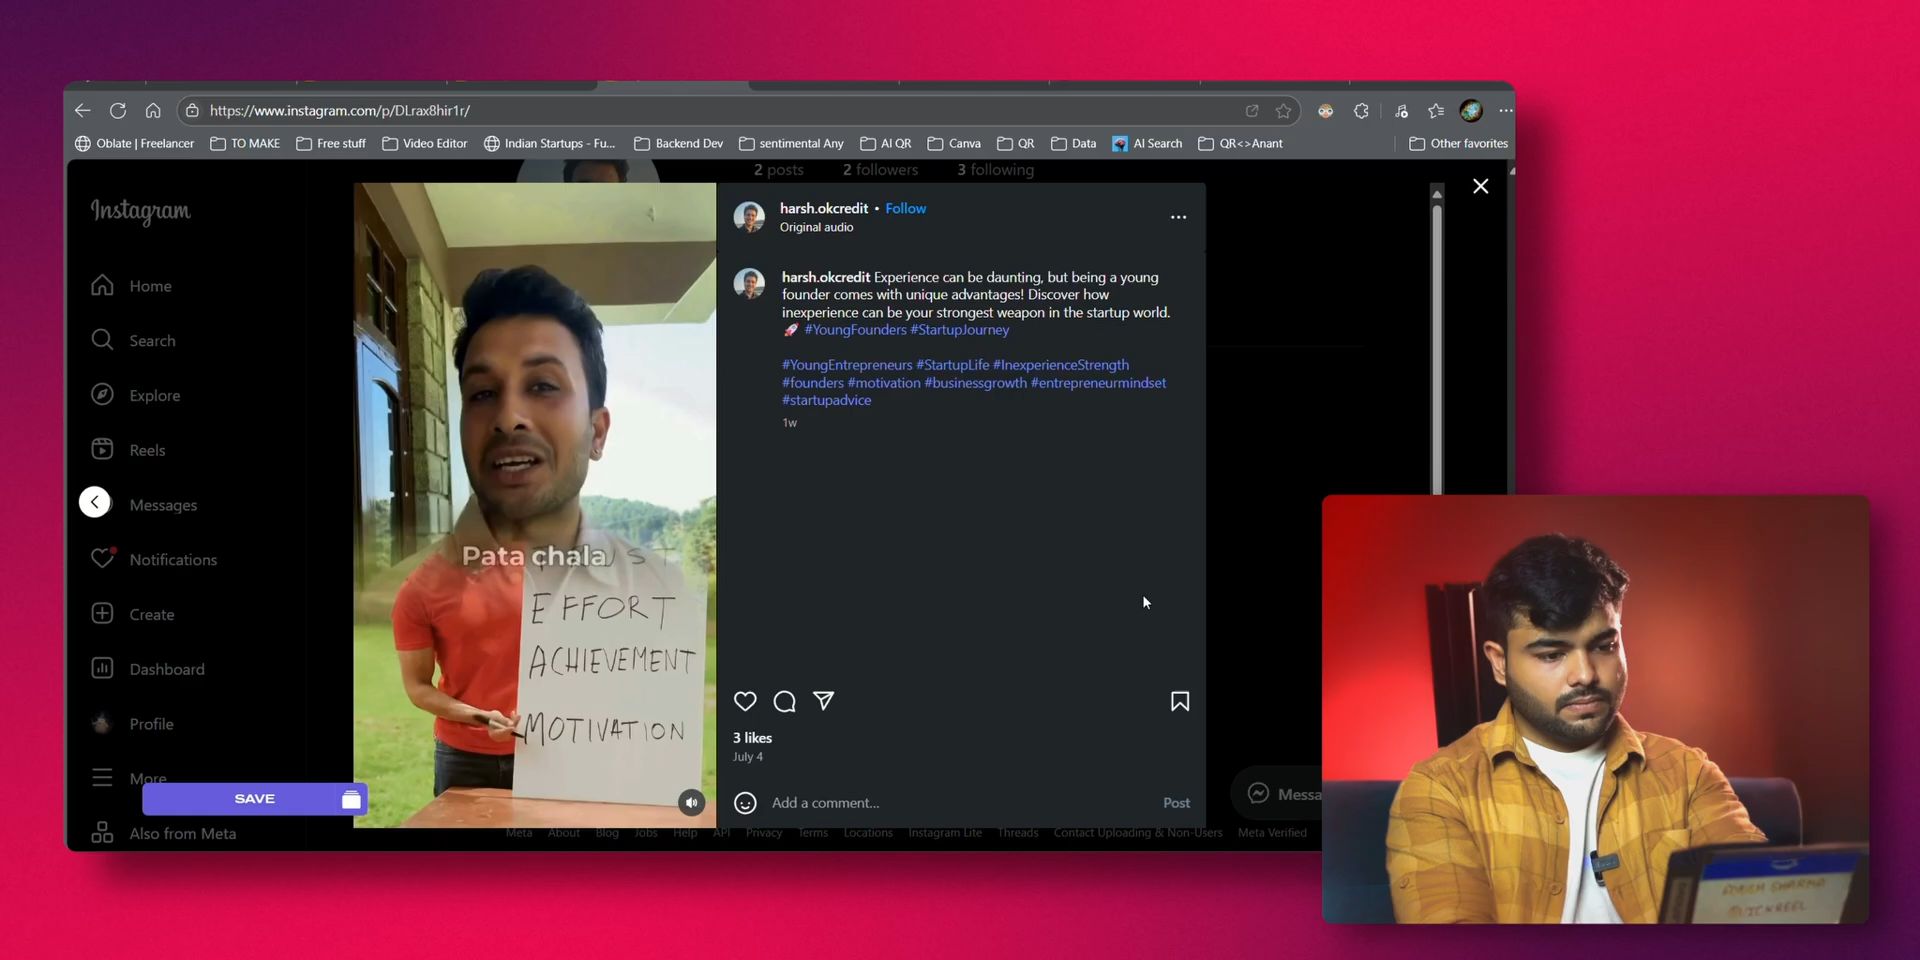 https://www.instagram.com/p/DLrax8hir1r/
Oblate | Freelancer
TO MAKE
Free stuff
Video Editor
Indian Startups - Fu...
Backend Dev
sentimental Any
AI QR
Canva
QR
Data
AI Search
QR<>Anant
Other favorites
2 posts
2 followers
3 following
Instagram
Home
Search
Explore
Reels
Messages
Notifications
Create
Dashboard
Profile
More
SAVE
Also from Meta
Pata chala
EFFORT
ACHIEVEMENT
MOTIVATION
harsh.okcredit • Follow
Original audio
harsh.okcredit Experience can be daunting, but being a young
founder comes with unique advantages! Discover how
inexperience can be your strongest weapon in the startup world.
🚀 #YoungFounders #StartupJourney
#YoungEntrepreneurs #StartupLife #InexperienceStrength
#founders #motivation #businessgrowth #entrepreneurmindset
#startupadvice
1w
3 likes
July 4
Add a comment...
Post
Messa
Meta
About
Blog
Jobs
Help
API
Privacy
Terms
Locations
Instagram Lite
Threads
Contact Uploading & Non-Users
Meta Verified